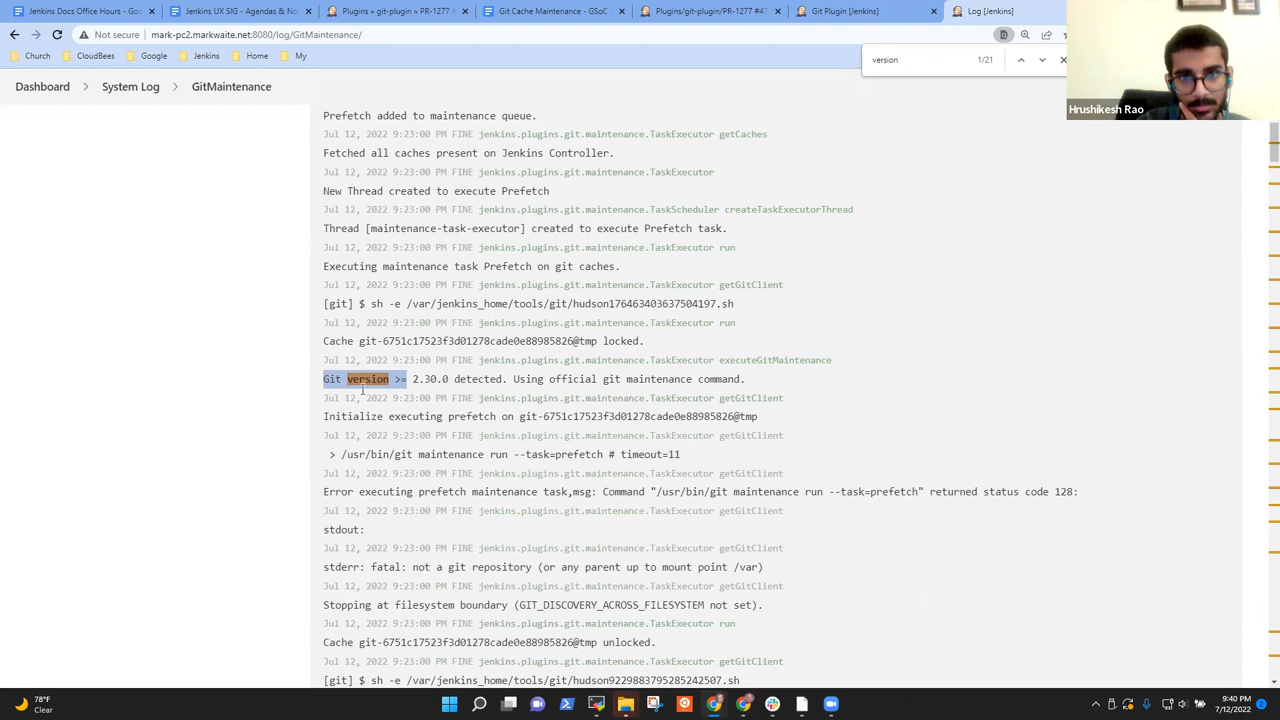 Jenkins Docs Office Hours - G
Jenkins UX SIG - Agendas & No
Plugins » git-plugin » PR-1277 #
Git Cache Maintenance - GSoC
Plugins/git-plugin/PR-1277 #47
Git Plugin [Jenkins]
Log [Jenkins]
Not secure
mark-pc2.markwaite.net:8080/log/GitMaintenance/
Church
CloudBees
Google
Jenkins
Home
My
version
1/21
Hrushikesh Rao
Dashboard > System Log > GitMaintenance
Prefetch added to maintenance queue.
Jul 12, 2022 9:23:00 PM FINE jenkins.plugins.git.maintenance.TaskExecutor getCaches
Fetched all caches present on Jenkins Controller.
Jul 12, 2022 9:23:00 PM FINE jenkins.plugins.git.maintenance.TaskExecutor
New Thread created to execute Prefetch
Jul 12, 2022 9:23:00 PM FINE jenkins.plugins.git.maintenance.TaskScheduler createTaskExecutorThread
Thread [maintenance-task-executor] created to execute Prefetch task.
Jul 12, 2022 9:23:00 PM FINE jenkins.plugins.git.maintenance.TaskExecutor run
Executing maintenance task Prefetch on git caches.
Jul 12, 2022 9:23:00 PM FINE jenkins.plugins.git.maintenance.TaskExecutor getGitClient
[git] $ sh -e /var/jenkins_home/tools/git/hudson176463403637504197.sh
Jul 12, 2022 9:23:00 PM FINE jenkins.plugins.git.maintenance.TaskExecutor run
Cache git-6751c17523f3d01278cade0e88985826@tmp locked.
Jul 12, 2022 9:23:00 PM FINE jenkins.plugins.git.maintenance.TaskExecutor executeGitMaintenance
Git version >= 2.30.0 detected. Using official git maintenance command.
Jul 12, 2022 9:23:00 PM FINE jenkins.plugins.git.maintenance.TaskExecutor getGitClient
Initialize executing prefetch on git-6751c17523f3d01278cade0e88985826@tmp
Jul 12, 2022 9:23:00 PM FINE jenkins.plugins.git.maintenance.TaskExecutor getGitClient
> /usr/bin/git maintenance run --task=prefetch # timeout=11
Jul 12, 2022 9:23:00 PM FINE jenkins.plugins.git.maintenance.TaskExecutor getGitClient
Error executing prefetch maintenance task,msg: Command "/usr/bin/git maintenance run --task=prefetch" returned status code 128:
Jul 12, 2022 9:23:00 PM FINE jenkins.plugins.git.maintenance.TaskExecutor getGitClient
stdout:
Jul 12, 2022 9:23:00 PM FINE jenkins.plugins.git.maintenance.TaskExecutor getGitClient
stderr: fatal: not a git repository (or any parent up to mount point /var)
Jul 12, 2022 9:23:00 PM FINE jenkins.plugins.git.maintenance.TaskExecutor getGitClient
Stopping at filesystem boundary (GIT_DISCOVERY_ACROSS_FILESYSTEM not set).
Jul 12, 2022 9:23:00 PM FINE jenkins.plugins.git.maintenance.TaskExecutor run
Cache git-6751c17523f3d01278cade0e88985826@tmp unlocked.
Jul 12, 2022 9:23:00 PM FINE jenkins.plugins.git.maintenance.TaskExecutor getGitClient
[git] $ sh -e /var/jenkins_home/tools/git/hudson9229883795285242507.sh
78°F
Clear
9:40 PM
7/12/2022